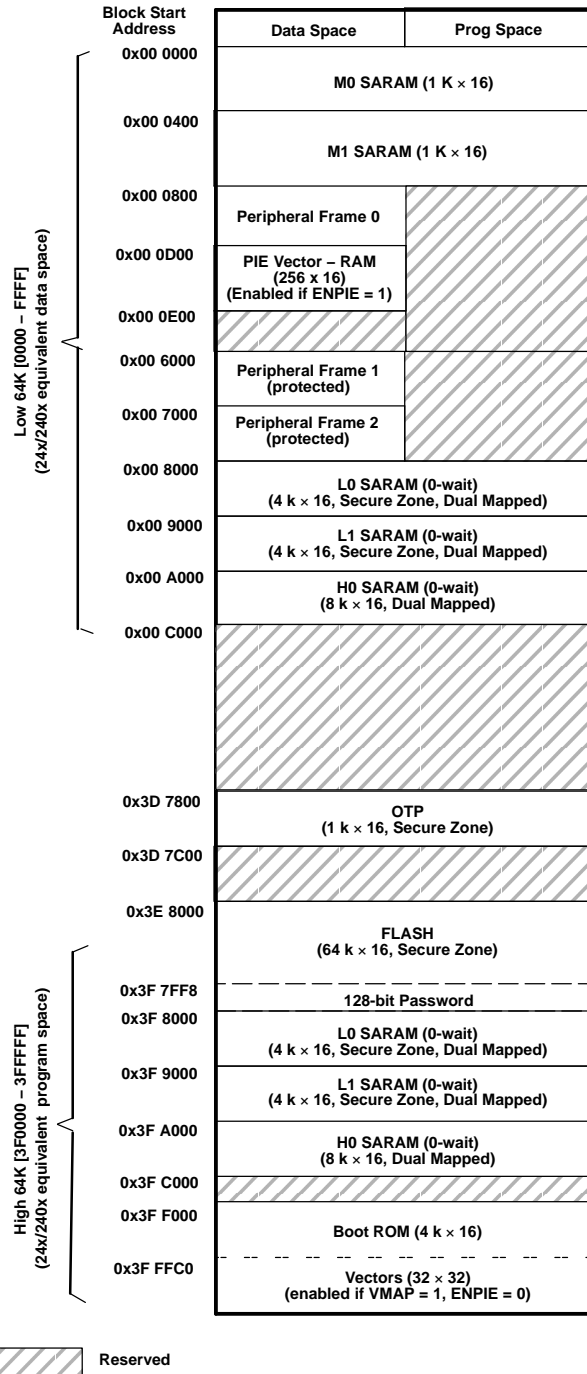 Block Start
Address
Data Space
Prog Space
0x00 0000
M0 SARAM (1 K × 16)
0x00 0400
M1 SARAM (1 K × 16)
0x00 0800
Peripheral Frame 0
0x00 0D00
PIE Vector – RAM
(256 x 16)
(Enabled if ENPIE = 1)
0x00 0E00
0x00 6000
Peripheral Frame 1
(protected)
0x00 7000
Peripheral Frame 2
(protected)
0x00 8000
L0 SARAM (0-wait)
(4 k × 16, Secure Zone, Dual Mapped)
0x00 9000
L1 SARAM (0-wait)
(4 k × 16, Secure Zone, Dual Mapped)
0x00 A000
H0 SARAM (0-wait)
(8 k × 16, Dual Mapped)
0x00 C000
Low 64K [0000 – FFFF]
(24x/240x equivalent data space)
0x3D 7800
OTP
(1 k × 16, Secure Zone)
0x3D 7C00
0x3E 8000
FLASH
(64 k × 16, Secure Zone)
0x3F 7FF8
128-bit Password
0x3F 8000
L0 SARAM (0-wait)
(4 k × 16, Secure Zone, Dual Mapped)
0x3F 9000
L1 SARAM (0-wait)
(4 k × 16, Secure Zone, Dual Mapped)
0x3F A000
H0 SARAM (0-wait)
(8 k × 16, Dual Mapped)
0x3F C000
0x3F F000
Boot ROM (4 k × 16)
0x3F FFC0
Vectors (32 × 32)
(enabled if VMAP = 1, ENPIE = 0)
High 64K [3F0000 – 3FFFFF]
(24x/240x equivalent program space)
Reserved